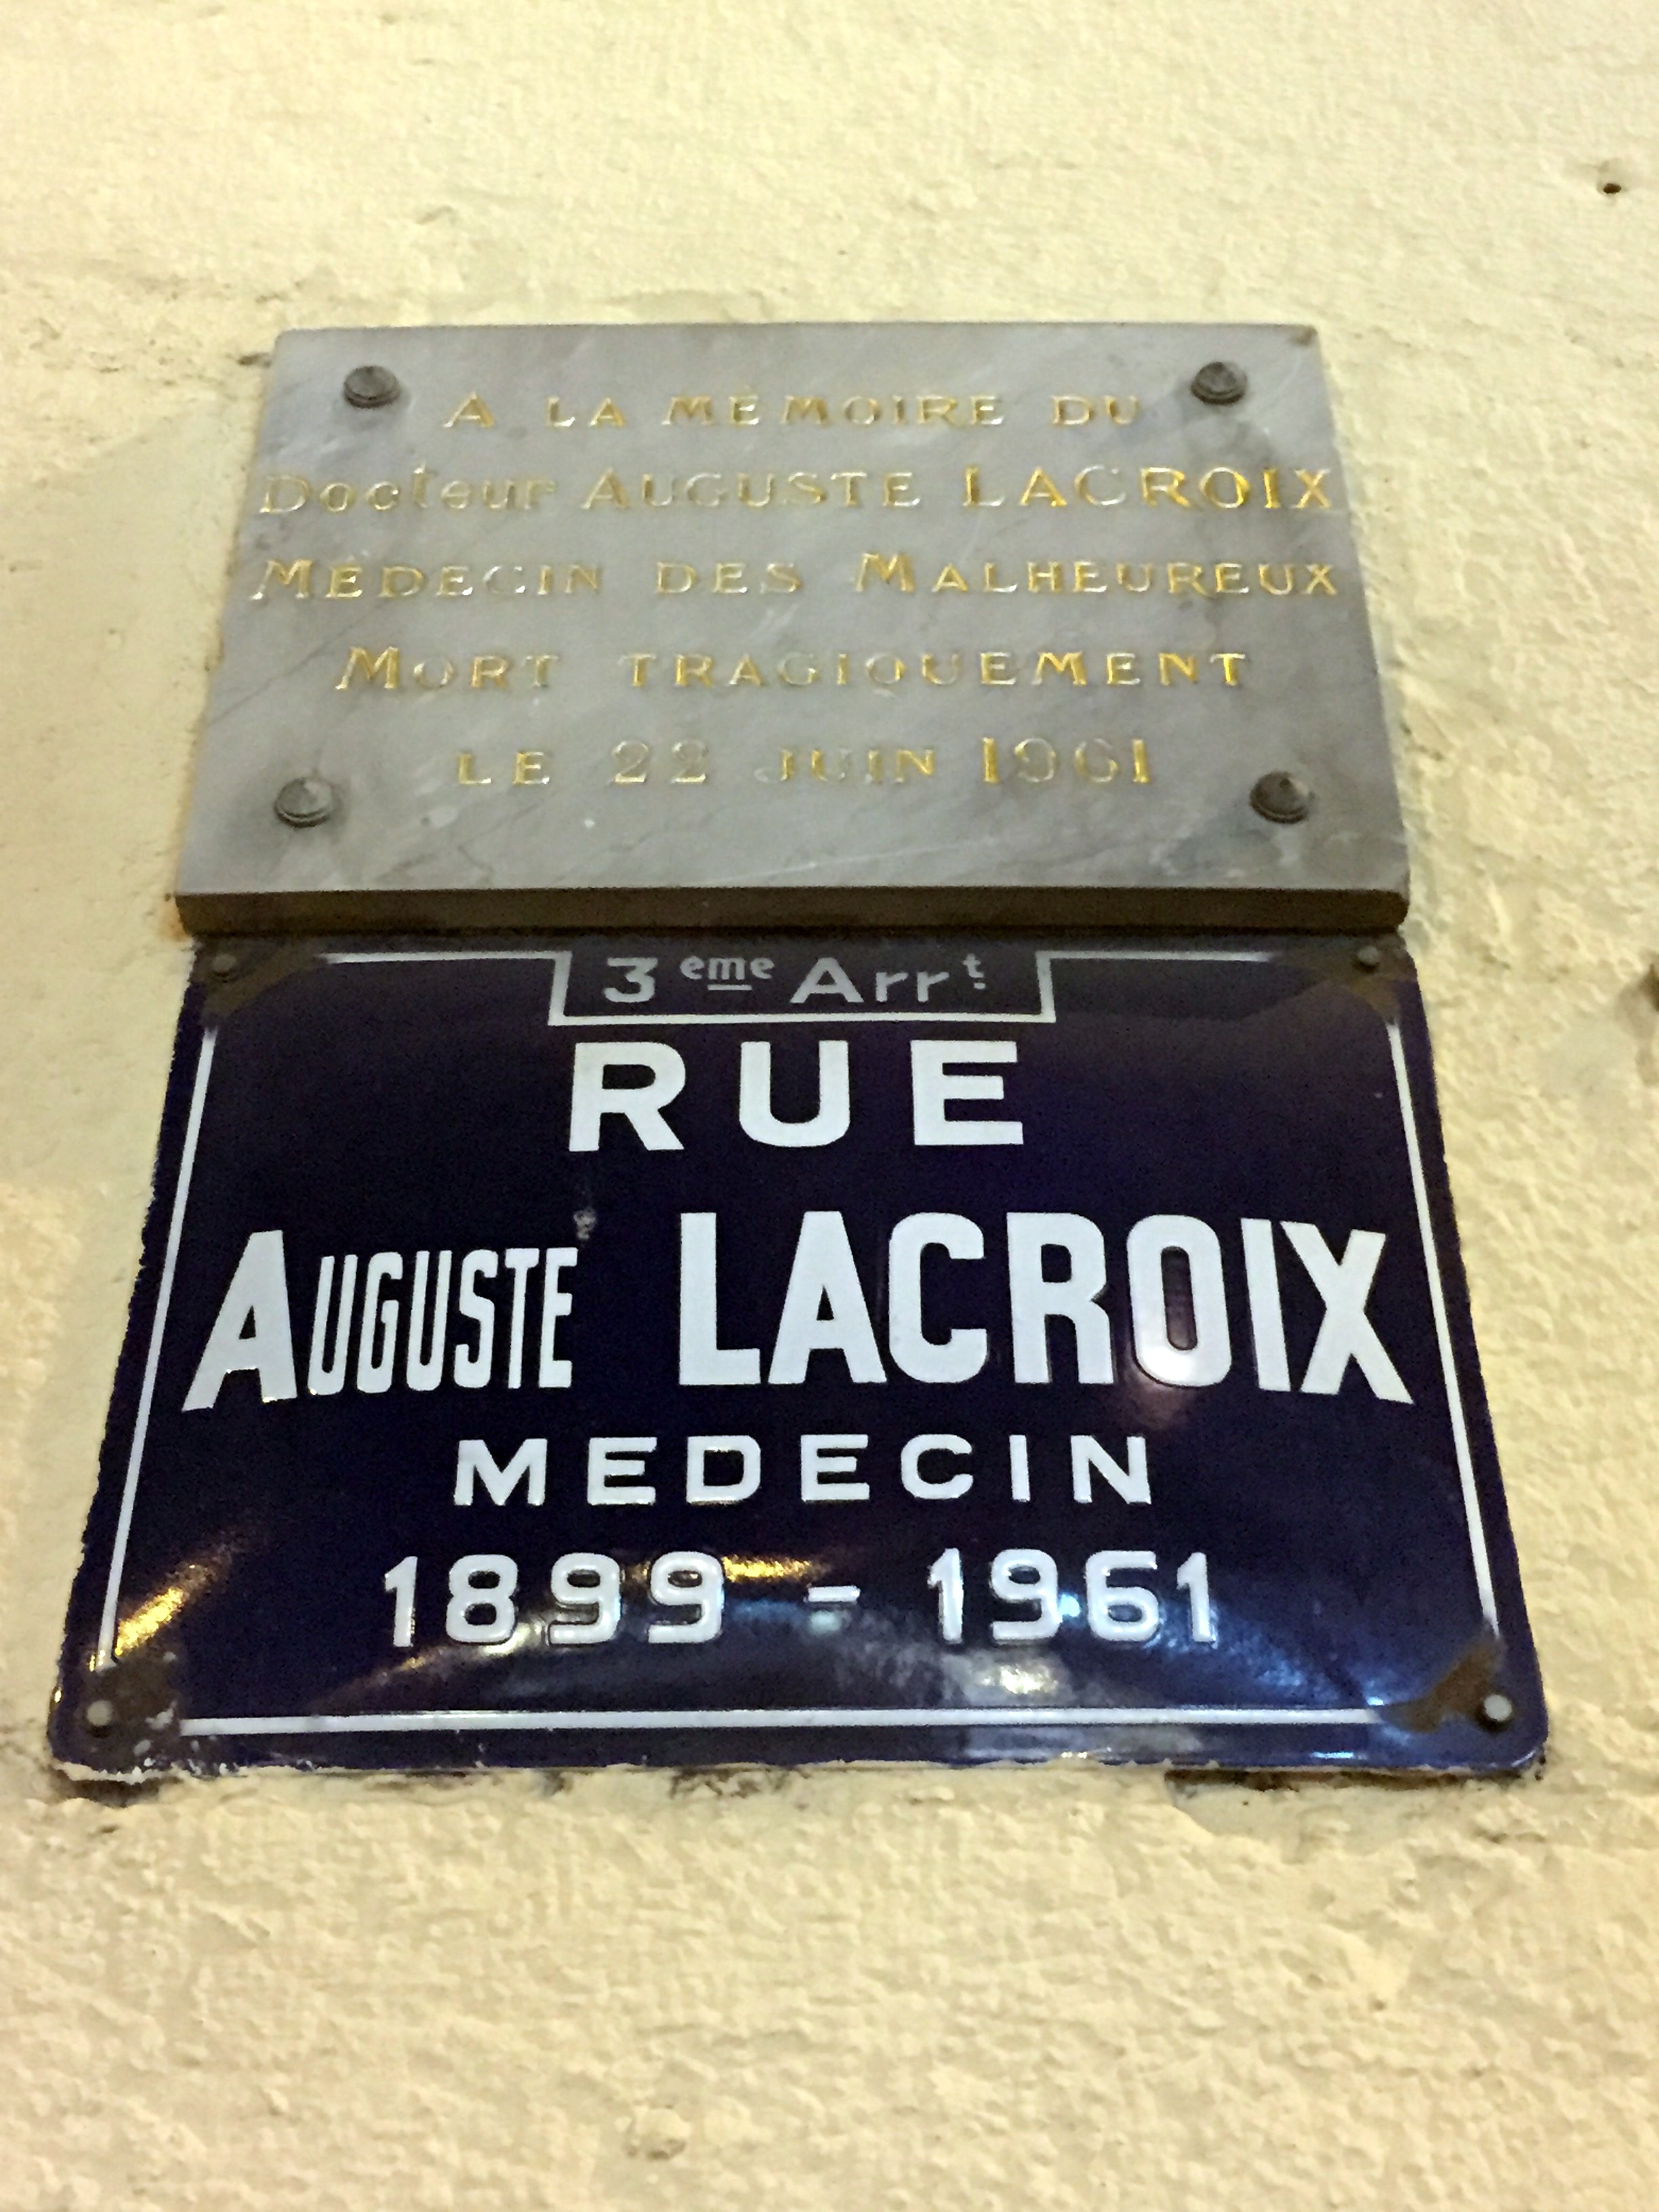 A LA MÉMOIRE DU
Docteur AUGUSTE LACROIX
MÉDECIN DES MALHEUREUX
MORT TRAGIQUEMENT
LE 22 JUIN 1961
3eme Arrt
RUE
AUGUSTE LACROIX
MEDECIN
1899 - 1961